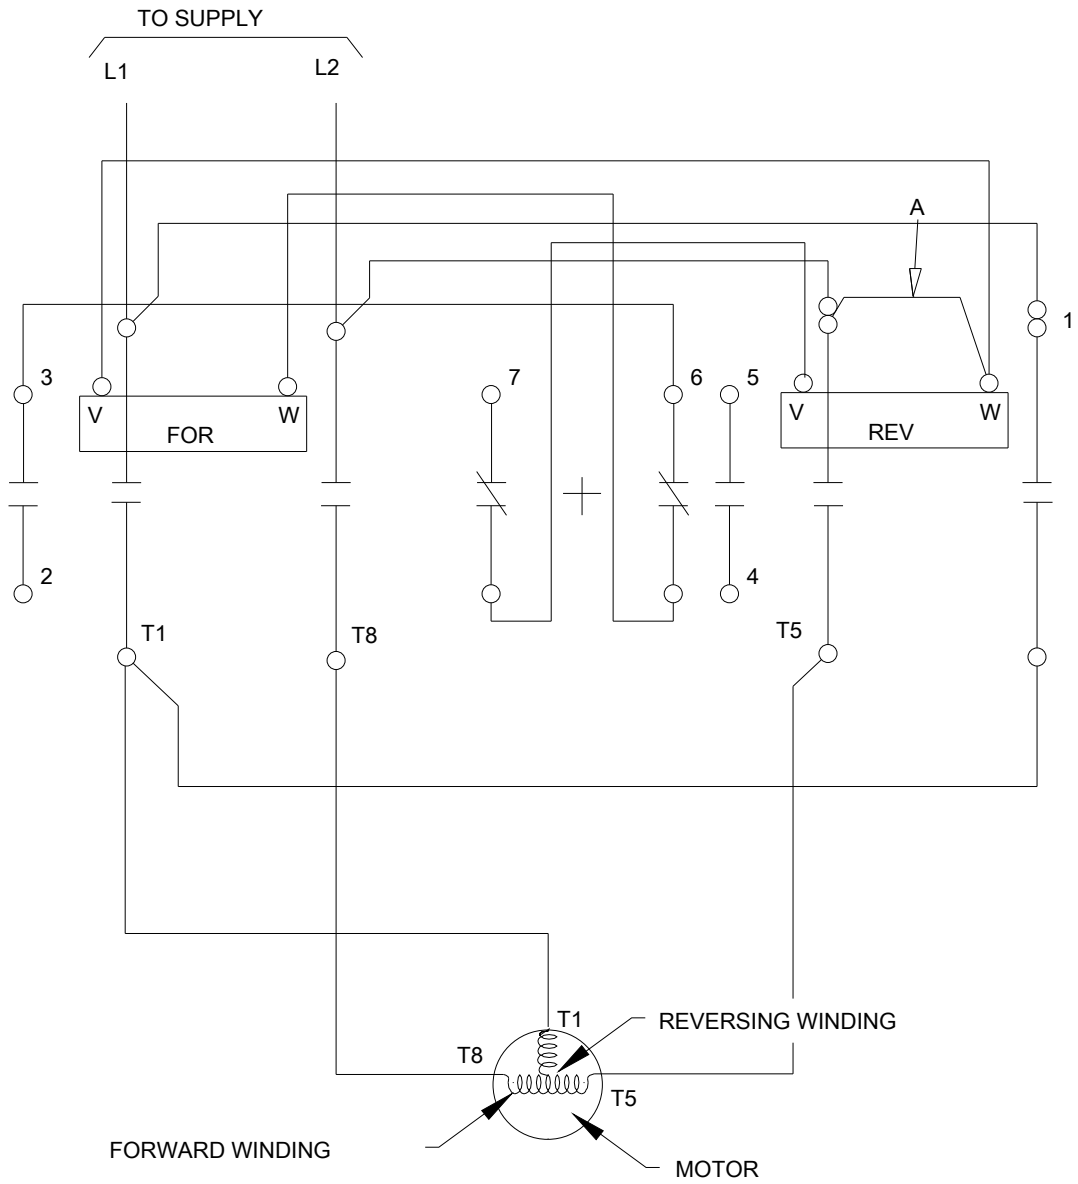 TO SUPPLY
L1
L2
A
1
3
7
6
5
V
W
FOR
V
W
REV
2
4
T1
T8
T5
T1
REVERSING WINDING
T8
T5
FORWARD WINDING
MOTOR